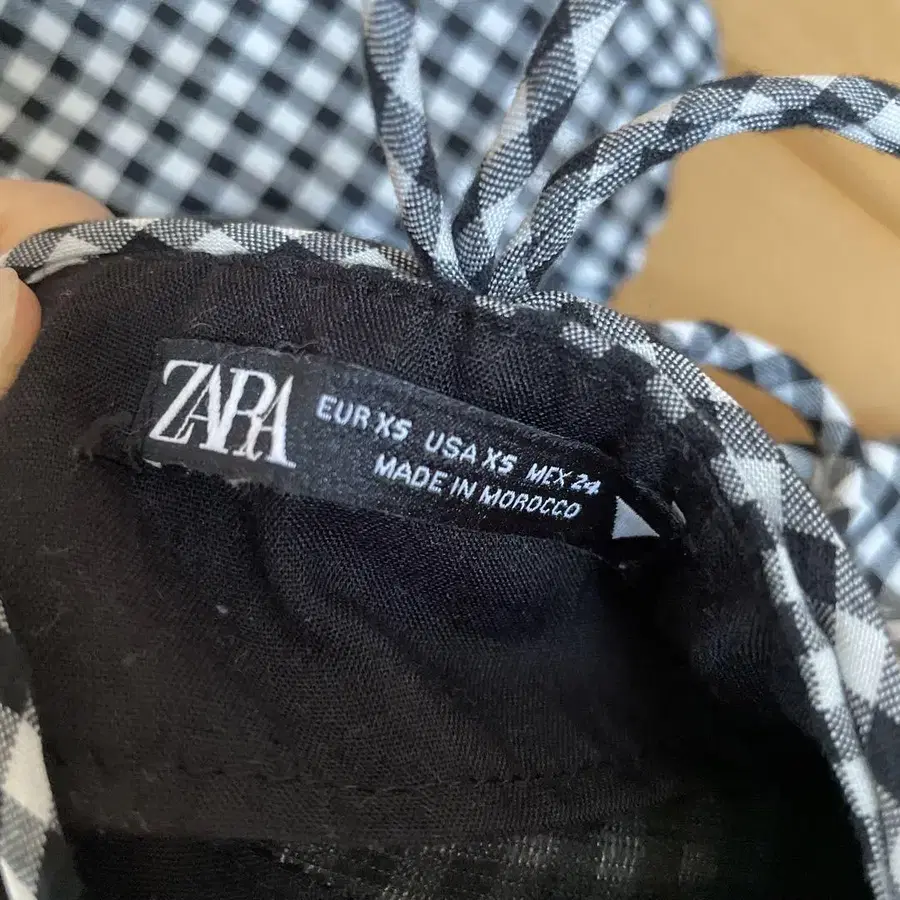 ZARA
EUR XS USA XS MEX 24
MADE IN MOROCCO